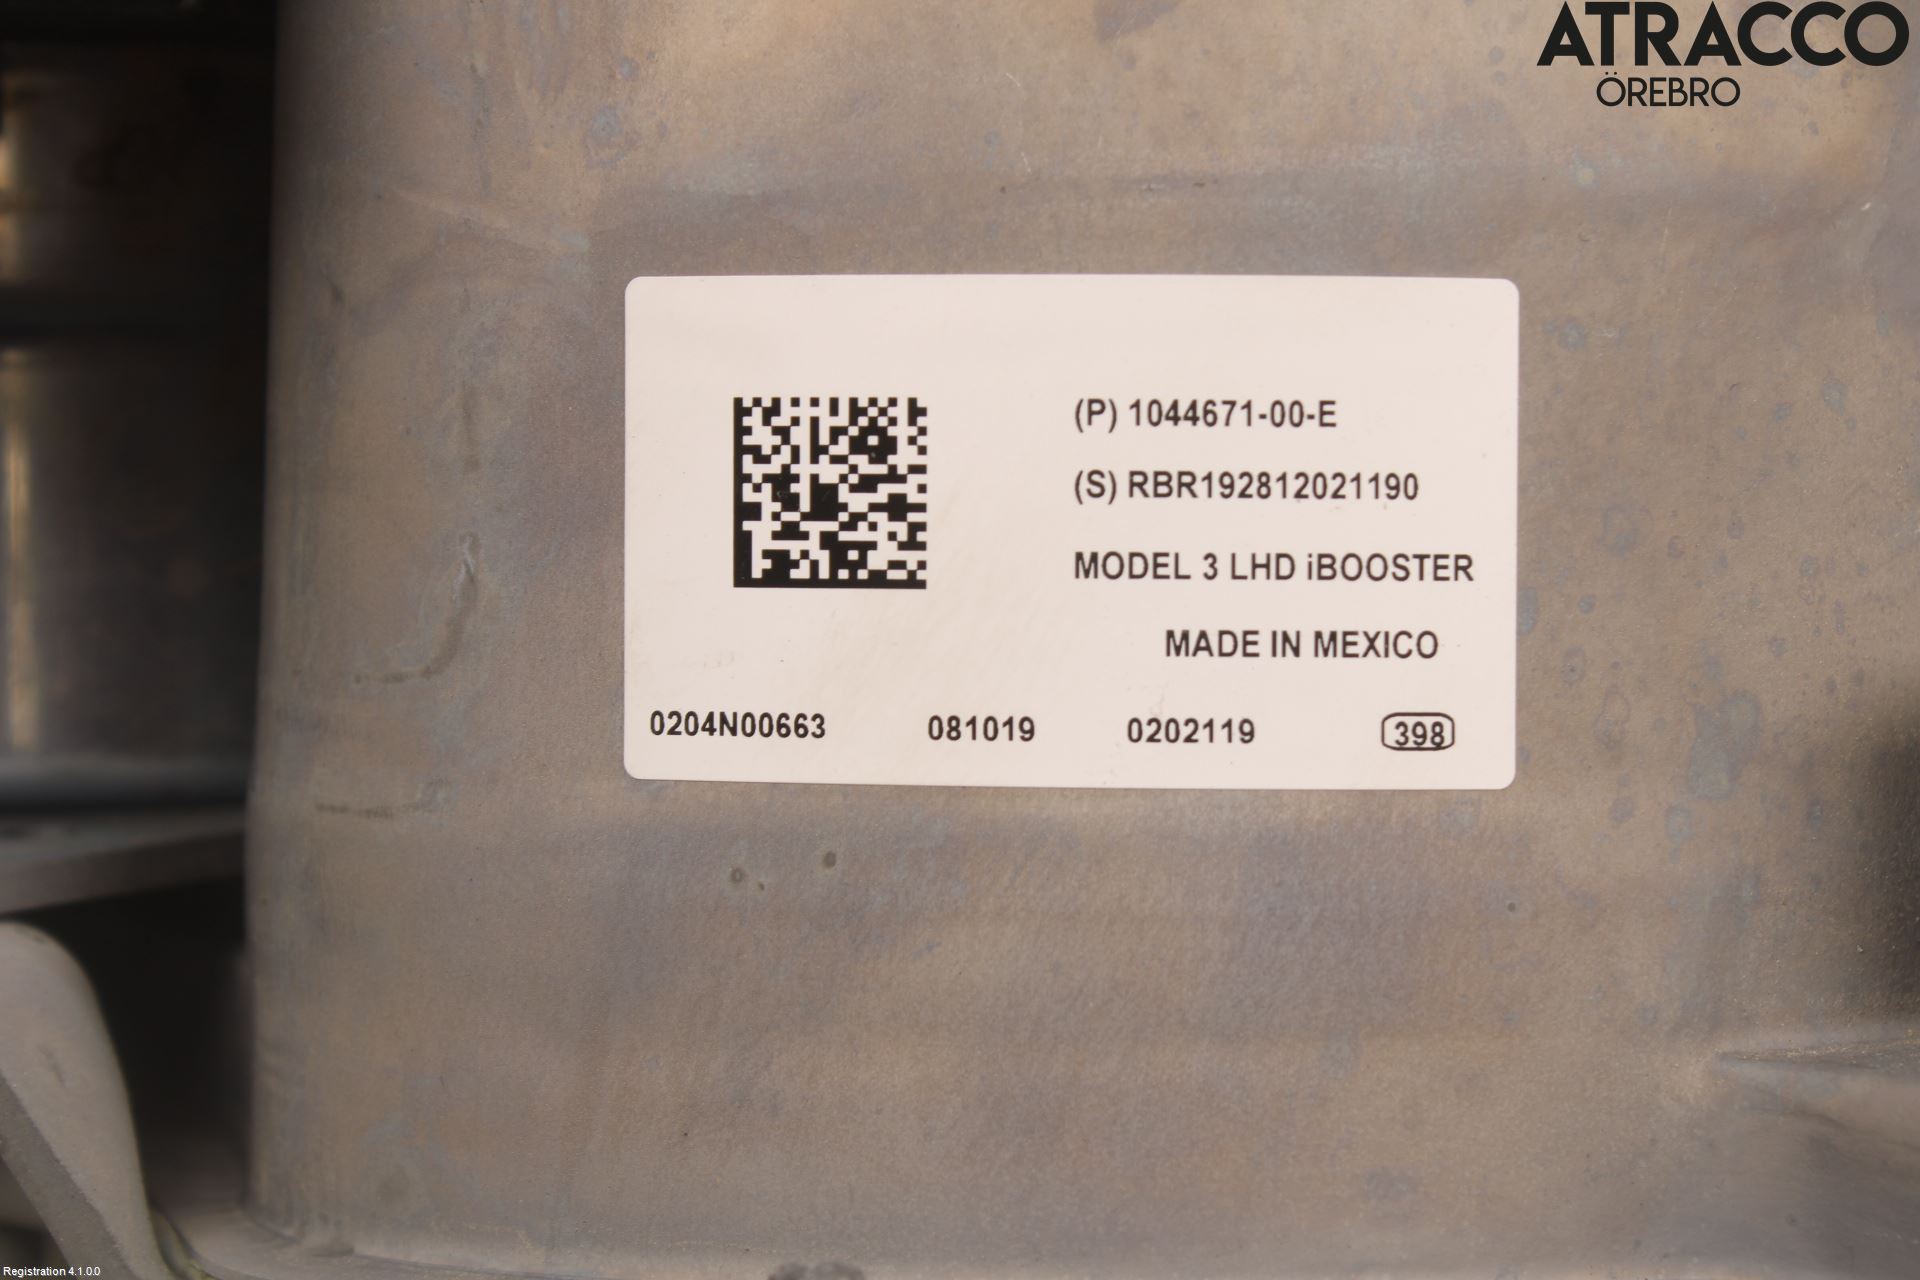 ATRACCO
ÖREBRO
(P) 1044671-00-E
(S) RBR192812021190
MODEL 3 LHD iBOOSTER
MADE IN MEXICO
0204N00663 081019 0202119 398
Registration 4.1.0.0